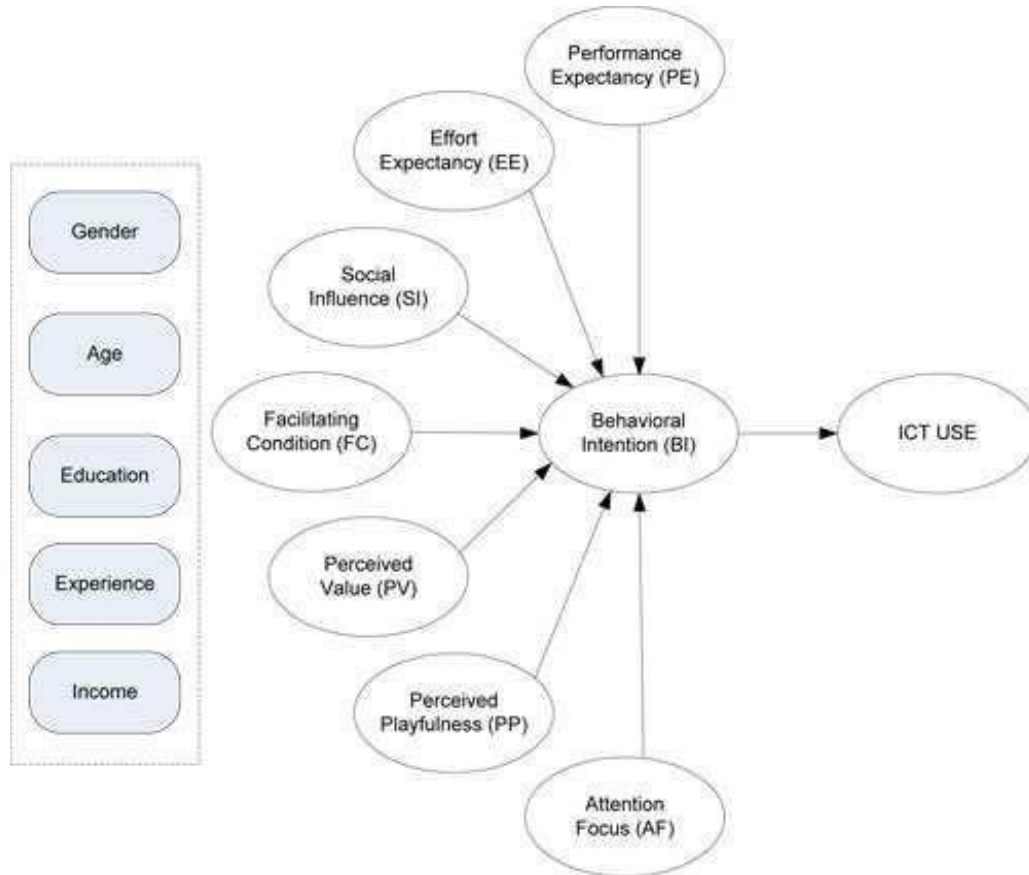 Performance
Expectancy (PE)
Effort
Expectancy (EE)
Gender
Social
Influence (SI)
Age
Facilitating
Condition (FC)
Behavioral
Intention (BI)
ICT USE
Education
Perceived
Value (PV)
Experience
Income
Perceived
Playfulness (PP)
Attention
Focus (AF)